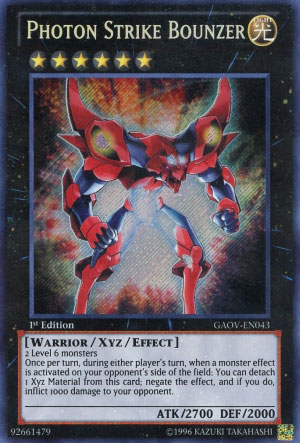 PHOTON STRIKE BOUNZER
LIGHT
光
1st Edition
GAOV-EN043
[WARRIOR / XYZ / EFFECT]
2 Level 6 monsters
Once per turn, during either player's turn, when a monster effect
is activated on your opponent's side of the field: You can detach
1 Xyz Material from this card; negate the effect, and if you do,
inflict 1000 damage to your opponent.
ATK/2700 DEF/2000
92661479
©1996 KAZUKI TAKAHASHI